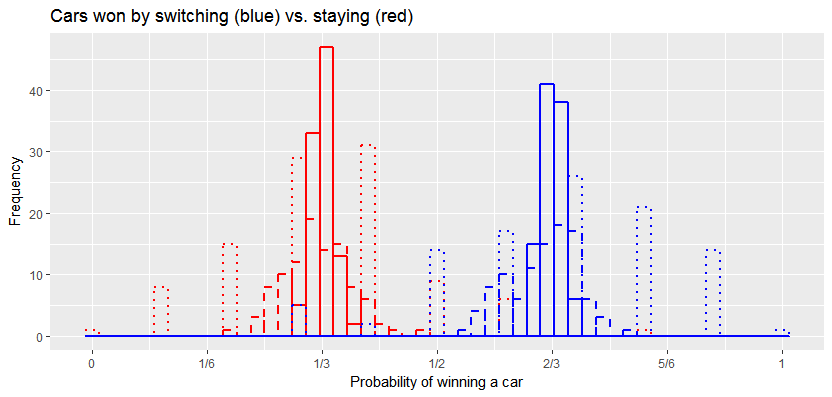 Cars won by switching (blue) vs. staying (red)
Frequency
40
30
20
10
0
0 1/6 1/3 1/2 2/3 5/6 1
Probability of winning a car